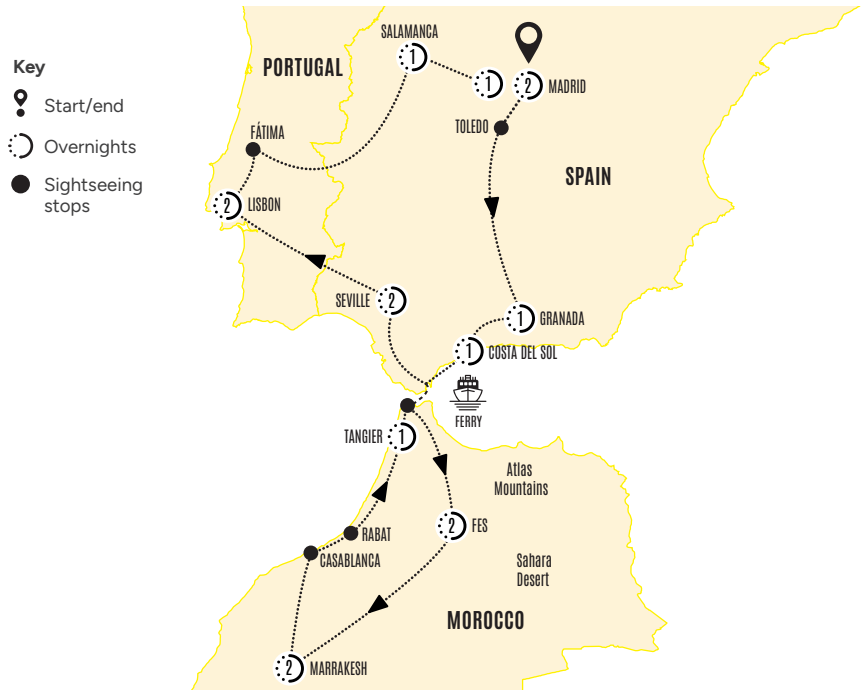 Key
Start/end
Overnights
Sightseeing
stops
PORTUGAL
SALAMANCA
1
1
2
MADRID
TOLEDO
FÁTIMA
SPAIN
2
LISBON
SEVILLE
2
1
GRANADA
1
COSTA DEL SOL
FERRY
TANGIER
1
Atlas
Mountains
2
FES
RABAT
CASABLANCA
Sahara
Desert
MOROCCO
2
MARRAKESH